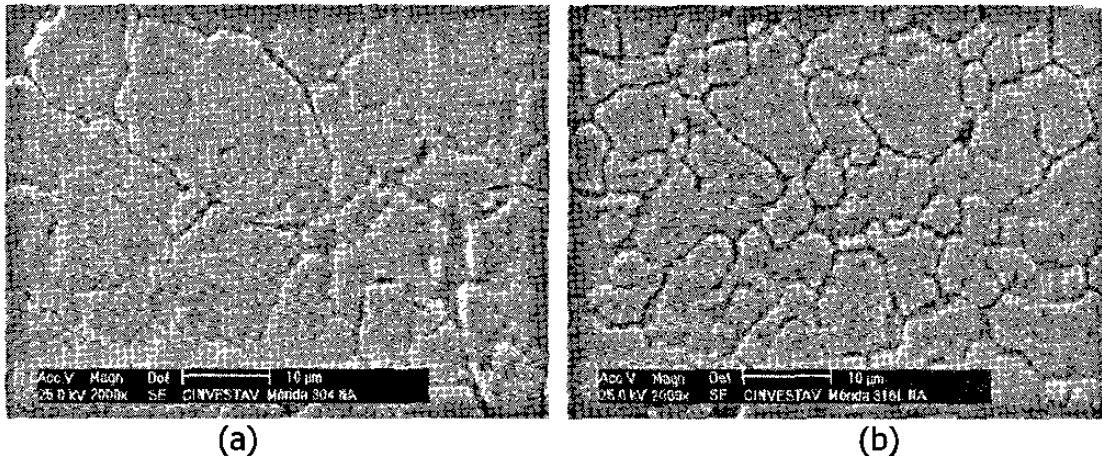 Acc.V Magn Det 10 µm
25.0 kV 2000x SE CINVESTAV Mérida 304 NA
Acc.V Magn Det 10 µm
25.0 kV 2000x SE CINVESTAV Mérida 316L NA
(a) (b)